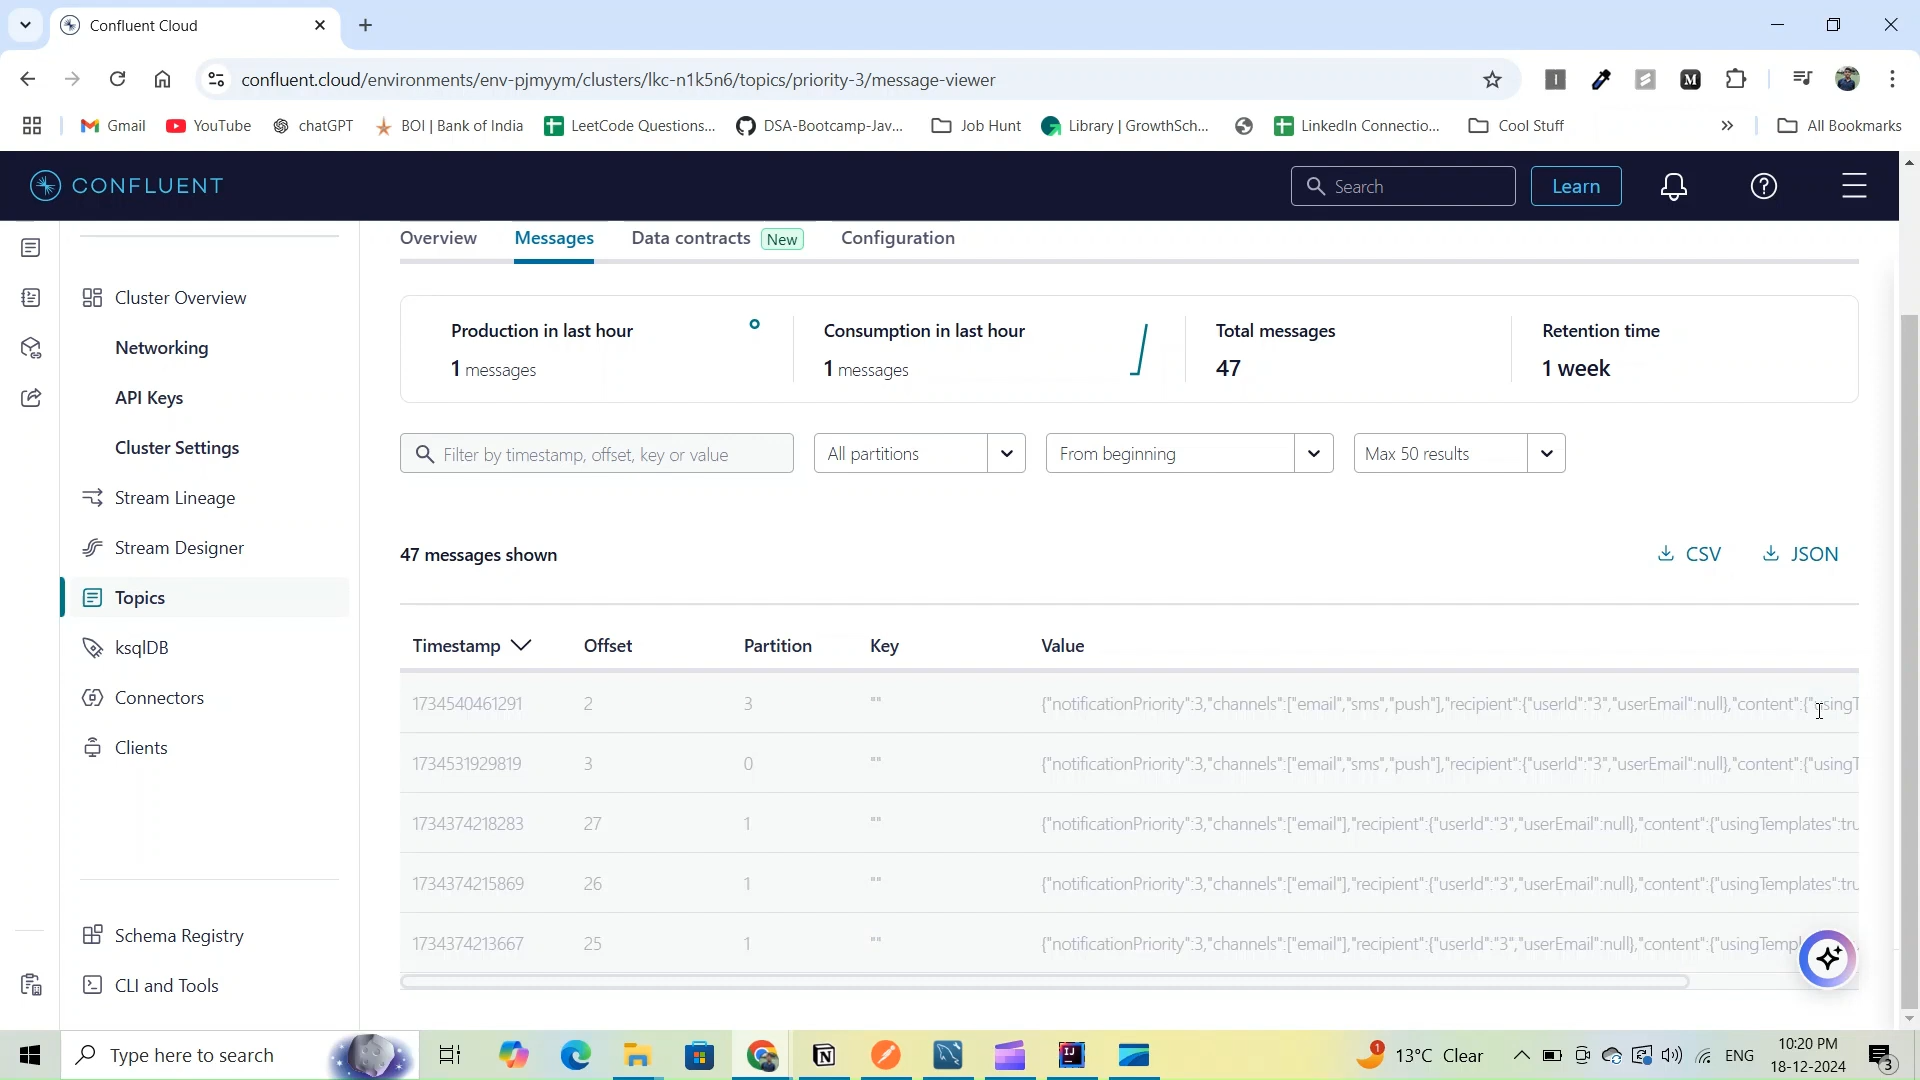 Confluent Cloud
confluent.cloud/environments/env-pjmyym/clusters/lkc-n1k5n6/topics/priority-3/message-viewer
Gmail
YouTube
chatGPT
BOI | Bank of India
LeetCode Questions...
DSA-Bootcamp-Jav...
Job Hunt
Library | GrowthSch...
LinkedIn Connectio...
Cool Stuff
»
All Bookmarks
CONFLUENT
Search
Learn
Cluster Overview
Networking
API Keys
Cluster Settings
Stream Lineage
Stream Designer
Topics
ksqlDB
Connectors
Clients
Schema Registry
CLI and Tools
Overview
Messages
Data contracts New
Configuration
Production in last hour
1 messages
Consumption in last hour
1 messages
Total messages
47
Retention time
1 week
Filter by timestamp, offset, key or value
All partitions
From beginning
Max 50 results
47 messages shown
CSV
JSON
Timestamp Offset Partition Key Value
1734540461291 2 3 "" {"notificationPriority":3,"channels":["email","sms","push"],"recipient":{"userId":"3","userEmail":null},"content":{"usingT
1734531929819 3 0 "" {"notificationPriority":3,"channels":["email","sms","push"],"recipient":{"userId":"3","userEmail":null},"content":{"usingT
1734374218283 27 1 "" {"notificationPriority":3,"channels":["email"],"recipient":{"userId":"3","userEmail":null},"content":{"usingTemplates":tru
1734374215869 26 1 "" {"notificationPriority":3,"channels":["email"],"recipient":{"userId":"3","userEmail":null},"content":{"usingTemplates":tru
1734374213667 25 1 "" {"notificationPriority":3,"channels":["email"],"recipient":{"userId":"3","userEmail":null},"content":{"usingTemp
Type here to search
1
13°C Clear
ENG
10:20 PM
18-12-2024
3